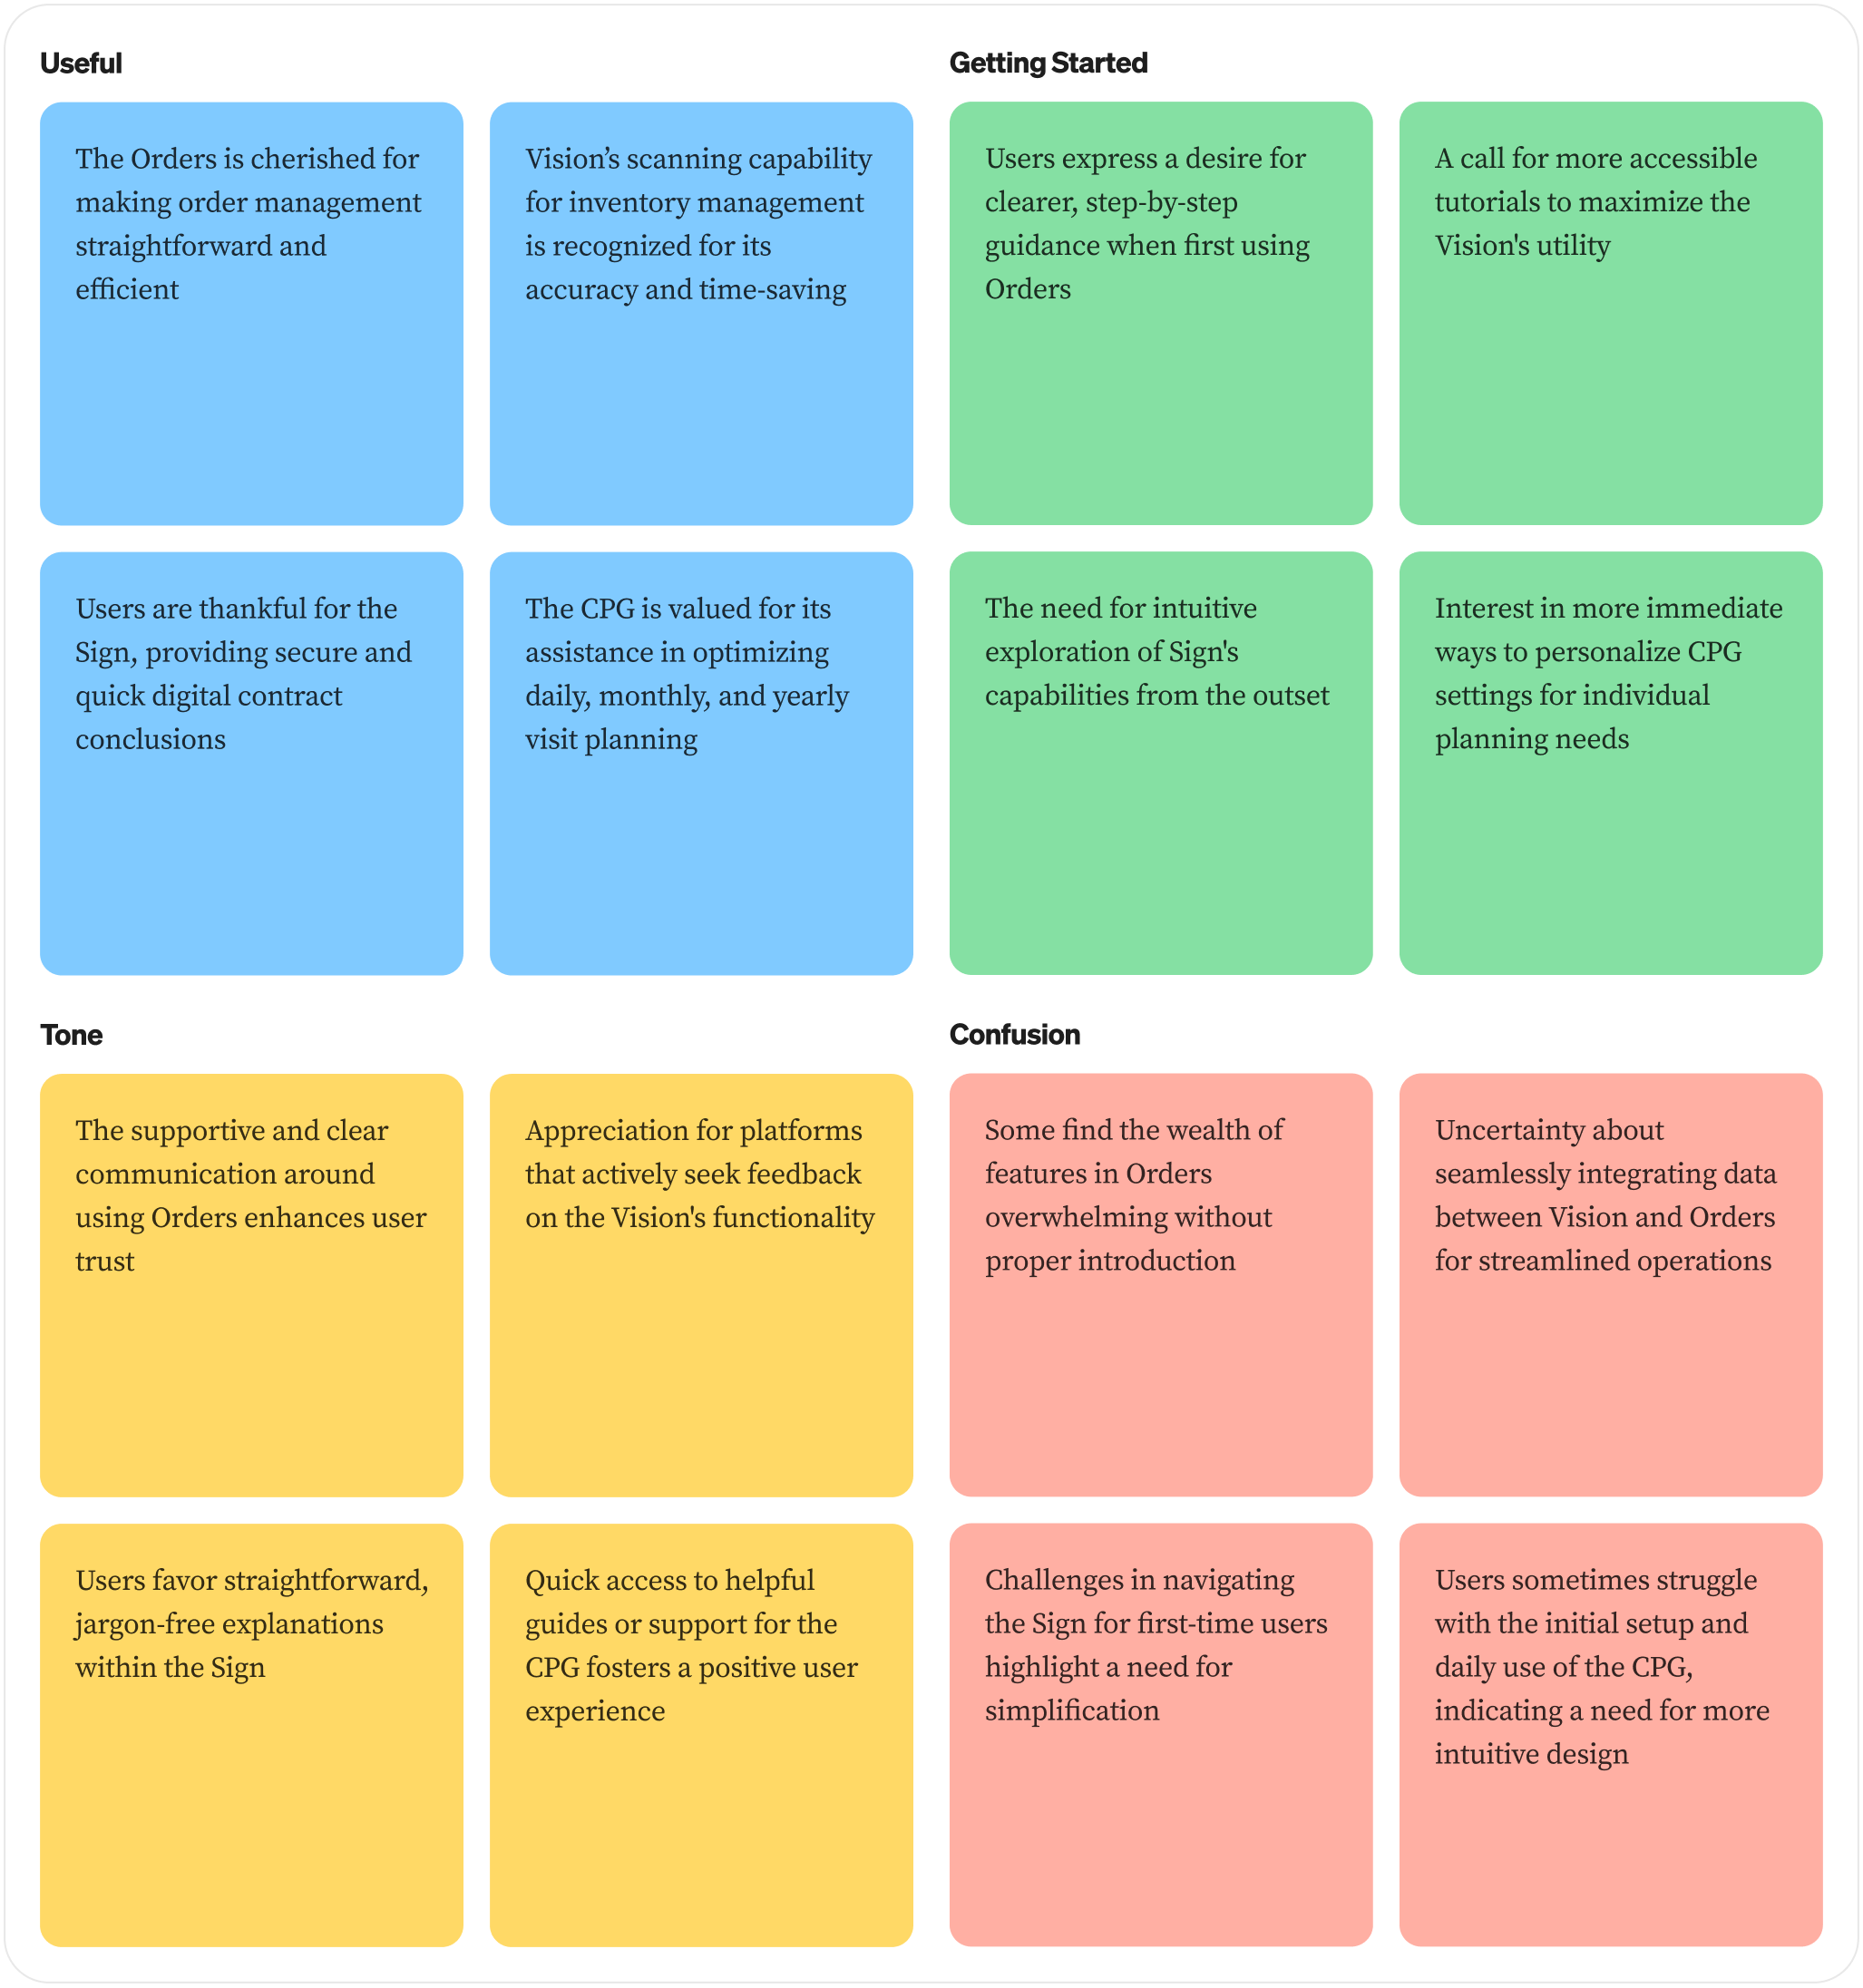 Useful
The Orders is cherished for
making order management
straightforward and
efficient
Vision’s scanning capability
for inventory management
is recognized for its
accuracy and time-saving
Users are thankful for the
Sign, providing secure and
quick digital contract
conclusions
The CPG is valued for its
assistance in optimizing
daily, monthly, and yearly
visit planning
Getting Started
Users express a desire for
clearer, step-by-step
guidance when first using
Orders
A call for more accessible
tutorials to maximize the
Vision's utility
The need for intuitive
exploration of Sign's
capabilities from the outset
Interest in more immediate
ways to personalize CPG
settings for individual
planning needs
Tone
The supportive and clear
communication around
using Orders enhances user
trust
Appreciation for platforms
that actively seek feedback
on the Vision's functionality
Users favor straightforward,
jargon-free explanations
within the Sign
Quick access to helpful
guides or support for the
CPG fosters a positive user
experience
Confusion
Some find the wealth of
features in Orders
overwhelming without
proper introduction
Uncertainty about
seamlessly integrating data
between Vision and Orders
for streamlined operations
Challenges in navigating
the Sign for first-time users
highlight a need for
simplification
Users sometimes struggle
with the initial setup and
daily use of the CPG,
indicating a need for more
intuitive design